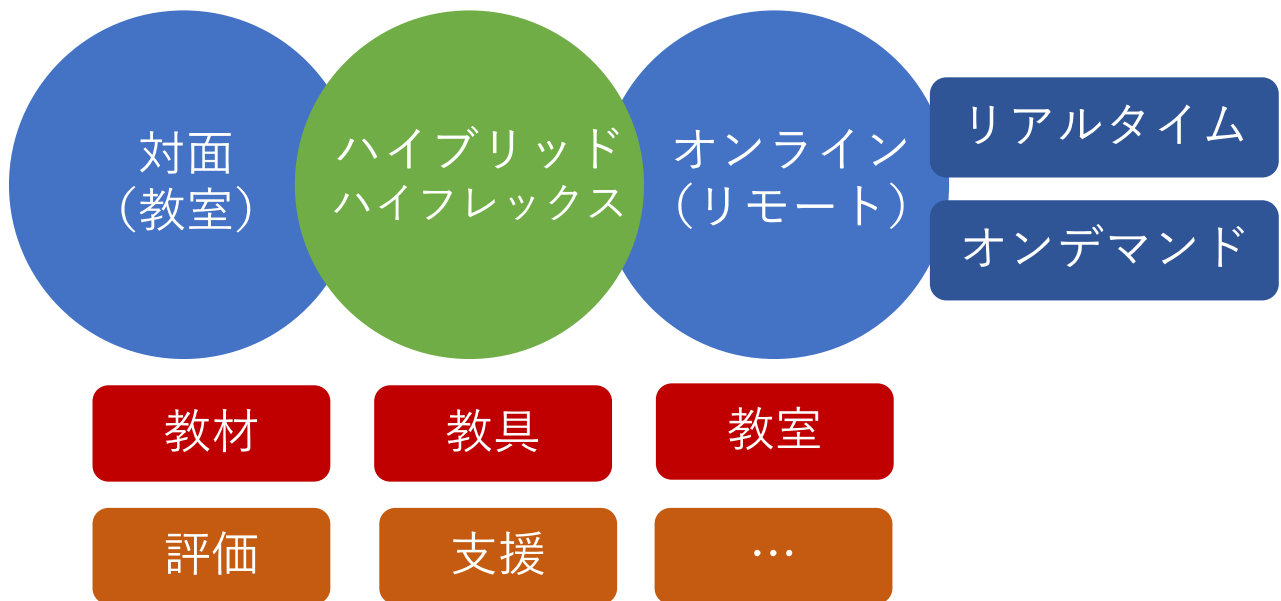 対面
（教室）
ハイブリッド
ハイフレックス
オンライン
（リモート）
リアルタイム
オンデマンド
教材
教具
教室
評価
支援
…